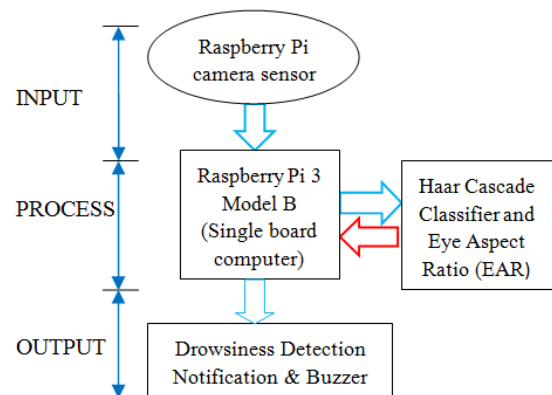 INPUT
Raspberry Pi
camera sensor
PROCESS
Raspberry Pi 3
Model B
(Single board
computer)
Haar Cascade
Classifier and
Eye Aspect
Ratio (EAR)
OUTPUT
Drowsiness Detection
Notification & Buzzer